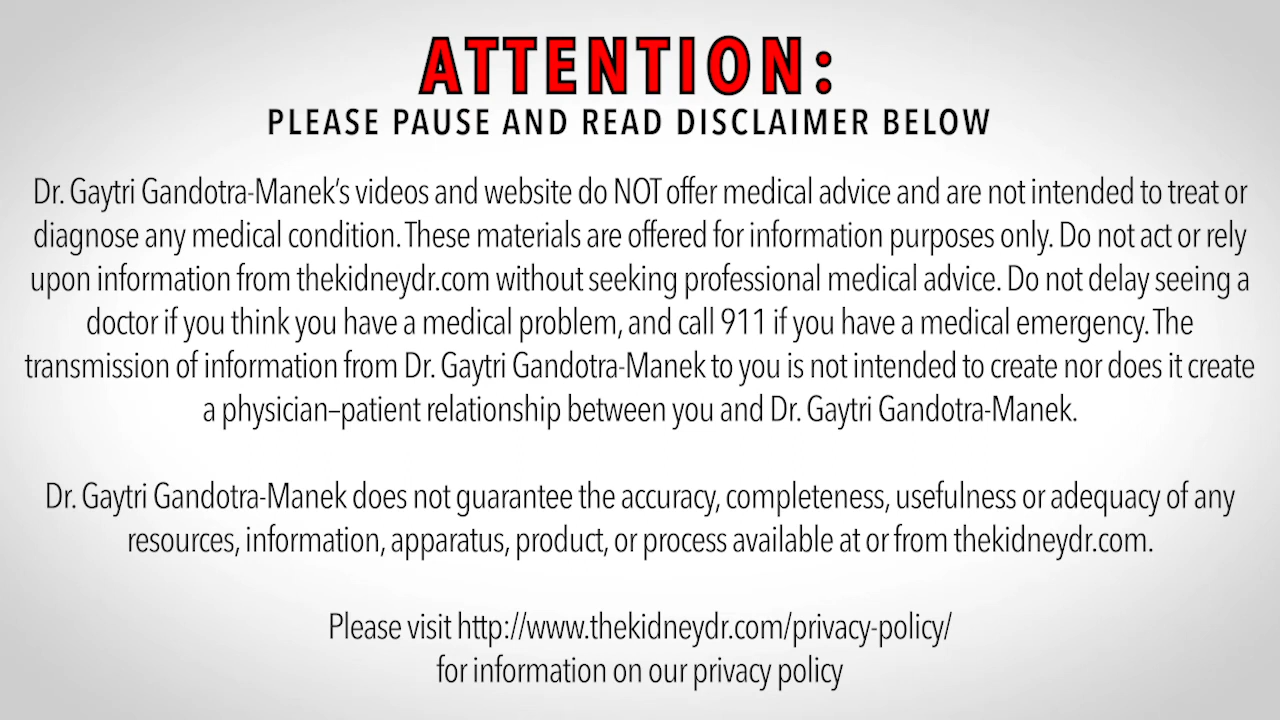 ATTENTION:
PLEASE PAUSE AND READ DISCLAIMER BELOW
Dr. Gaytri Gandotra-Manek’s videos and website do NOT offer medical advice and are not intended to treat or
diagnose any medical condition. These materials are offered for information purposes only. Do not act or rely
upon information from thekidneydr.com without seeking professional medical advice. Do not delay seeing a
doctor if you think you have a medical problem, and call 911 if you have a medical emergency. The
transmission of information from Dr. Gaytri Gandotra-Manek to you is not intended to create nor does it create
a physician–patient relationship between you and Dr. Gaytri Gandotra-Manek.
Dr. Gaytri Gandotra-Manek does not guarantee the accuracy, completeness, usefulness or adequacy of any
resources, information, apparatus, product, or process available at or from thekidneydr.com.
Please visit http://www.thekidneydr.com/privacy-policy/
for information on our privacy policy